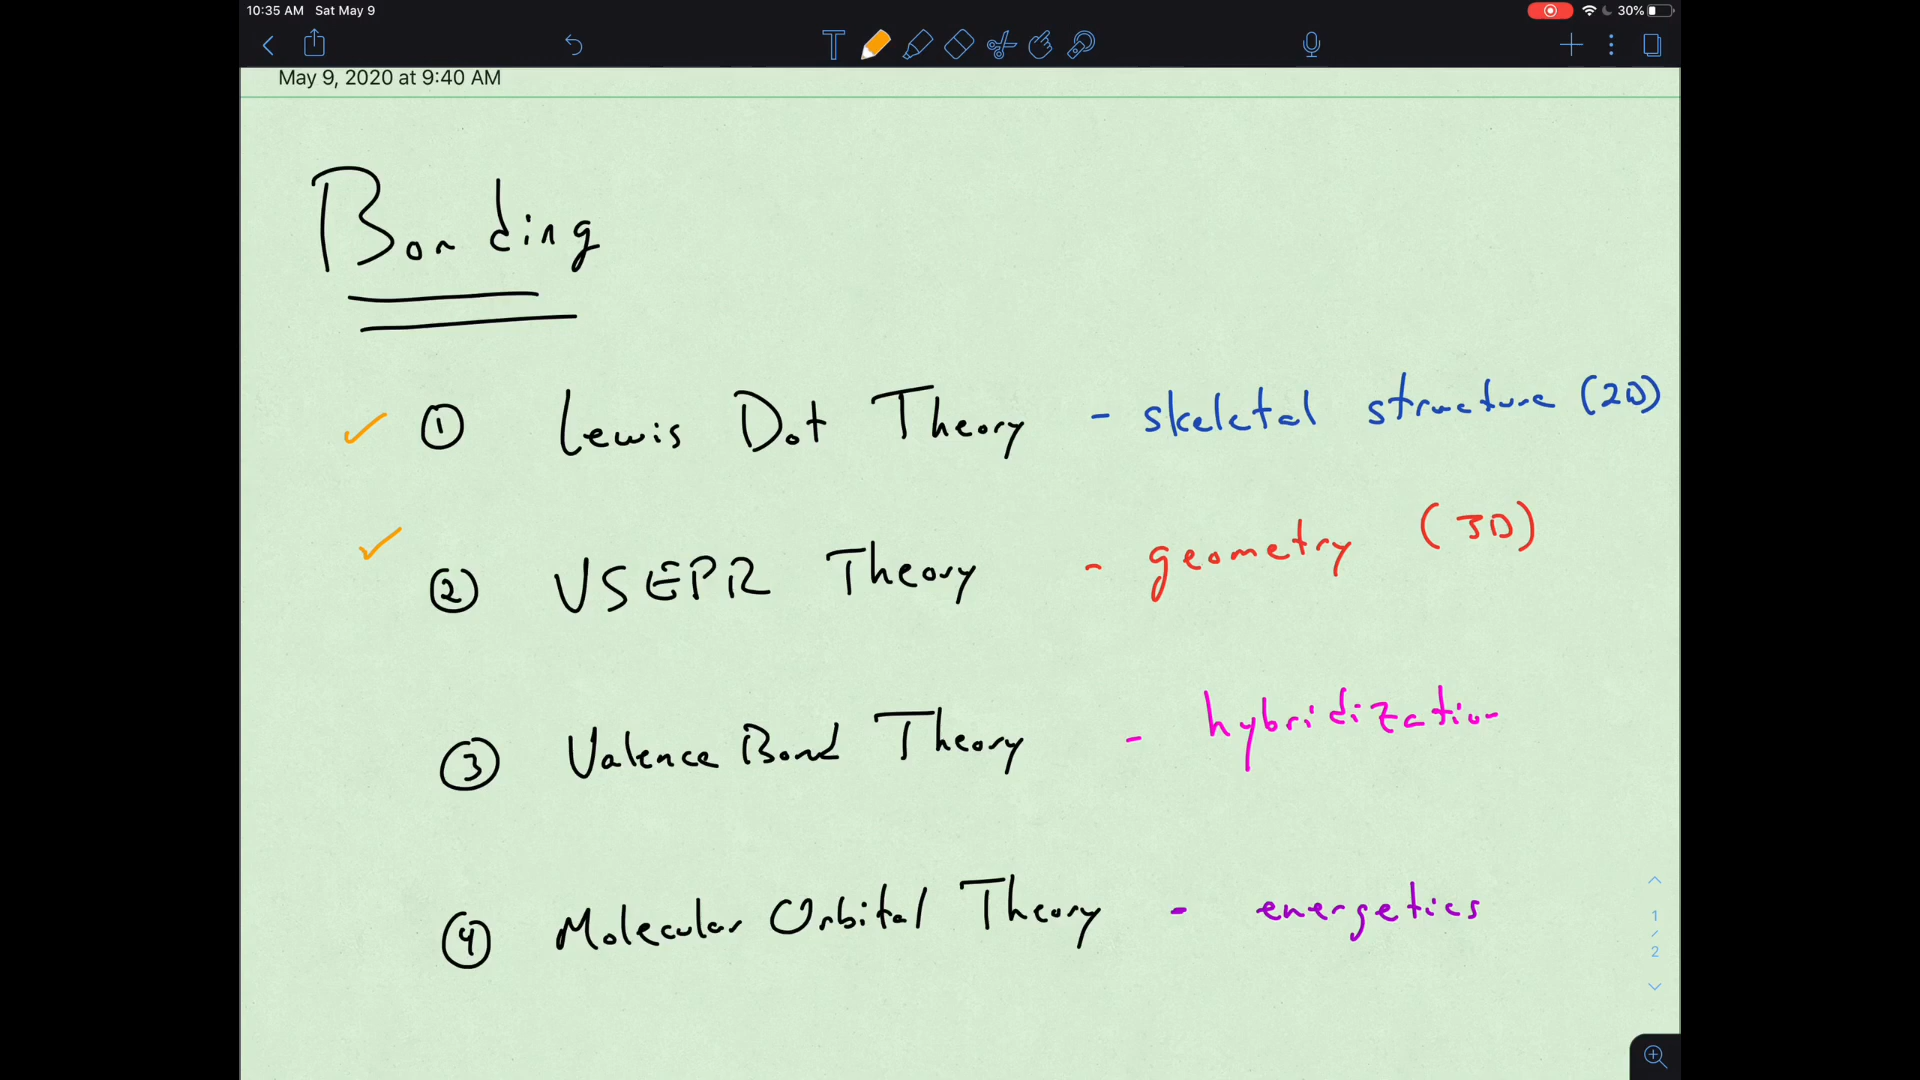 10:35 AM Sat May 9
30%
May 9, 2020 at 9:40 AM
Bonding
1 Lewis Dot Theory - skeletal structure (2D)
2 VSEPR Theory - geometry (3D)
3 Valence Bond Theory - hybridization
4 Molecular Orbital Theory - energetics
1
/
2